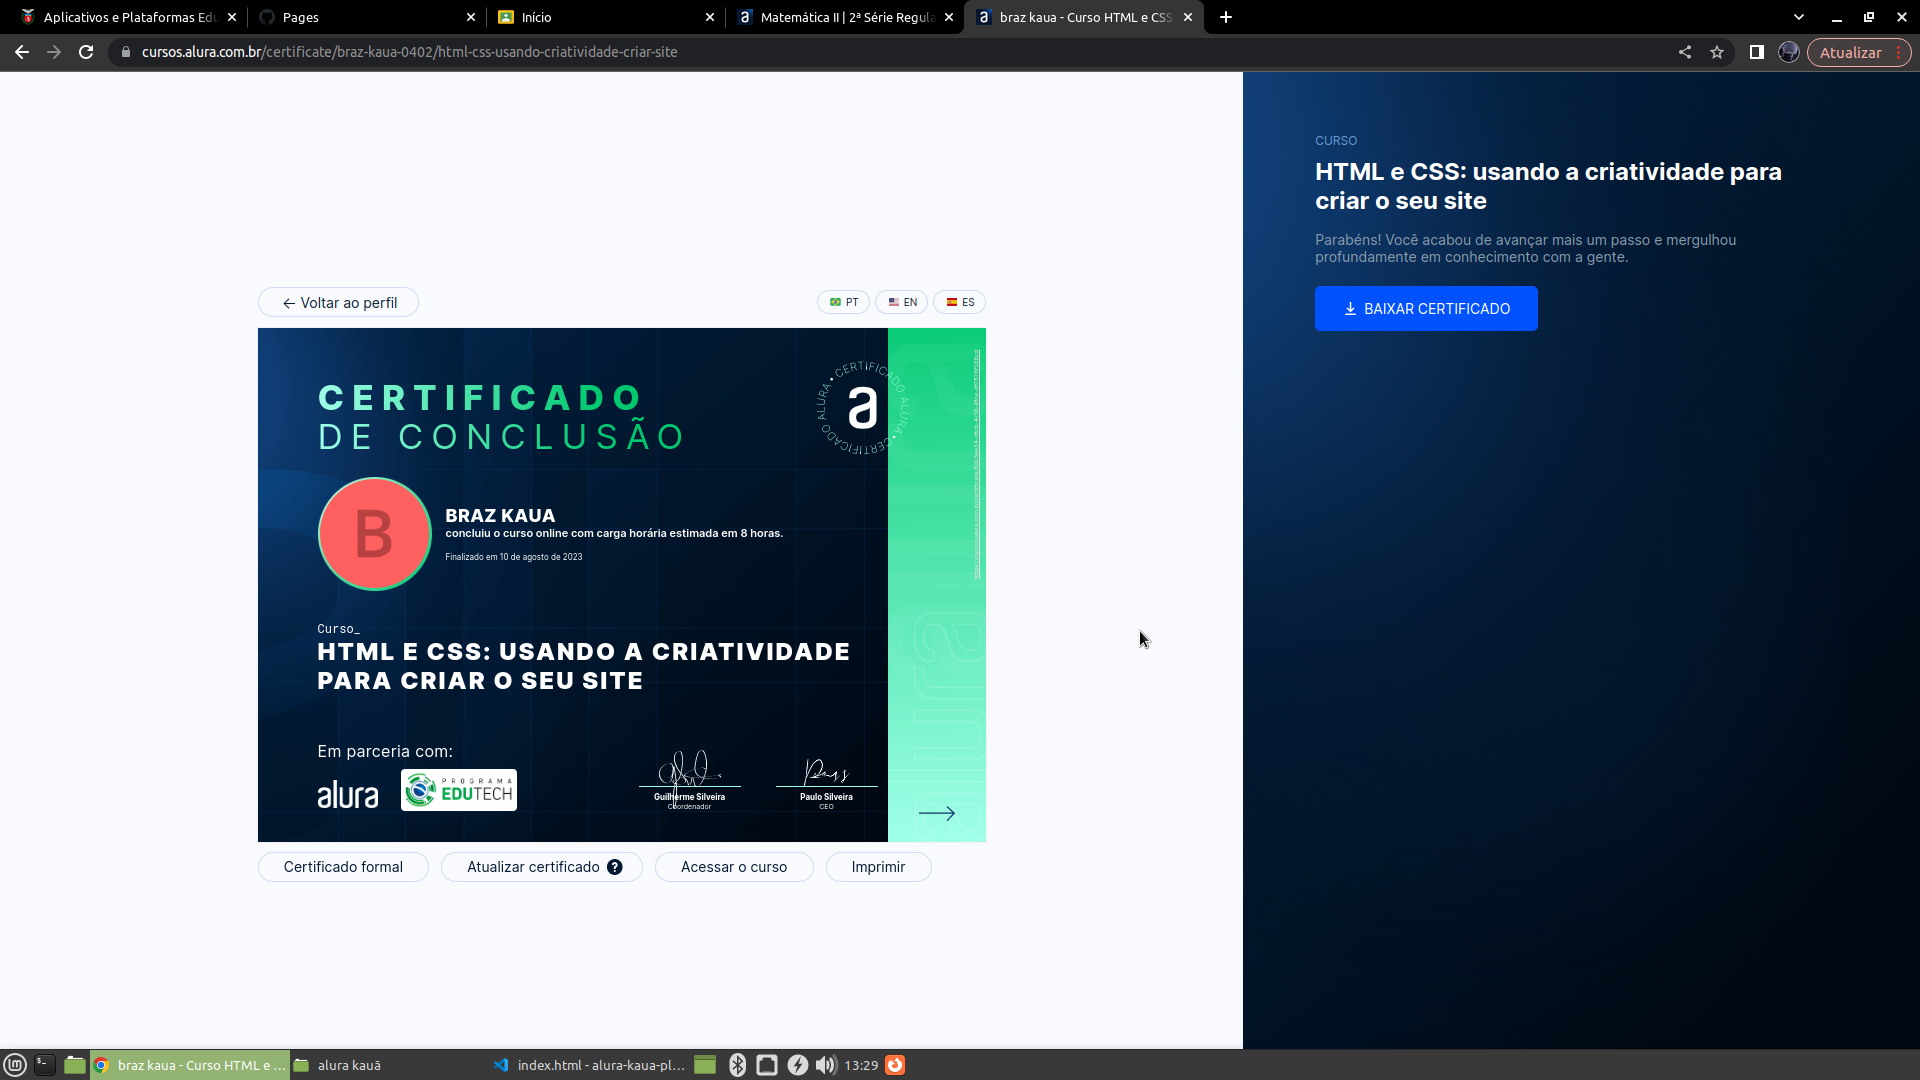 Aplicativos e Plataformas Edu
Pages
Início
Matemática II | 2ª Série Regula
braz kaua - Curso HTML e CSS
cursos.alura.com.br/certificate/braz-kaua-0402/html-css-usando-criatividade-criar-site
Atualizar
← Voltar ao perfil
PT
EN
ES
CERTIFICADO
DE CONCLUSÃO
CERTIFICADO ALURA • CERTIFICADO ALURA •
a
B
BRAZ KAUA
concluiu o curso online com carga horária estimada em 8 horas.
Finalizado em 10 de agosto de 2023
Curso_
HTML E CSS: USANDO A CRIATIVIDADE
PARA CRIAR O SEU SITE
Em parceria com:
alura
PROGRAMA
EDUTECH
Guilherme Silveira
Coordenador
Paulo Silveira
CEO
alura
Certificado formal
Atualizar certificado ?
Acessar o curso
Imprimir
CURSO
HTML e CSS: usando a criatividade para
criar o seu site
Parabéns! Você acabou de avançar mais um passo e mergulhou
profundamente em conhecimento com a gente.
BAIXAR CERTIFICADO
braz kaua - Curso HTML e ...
alura kauã
index.html - alura-kaua-pl...
13:29